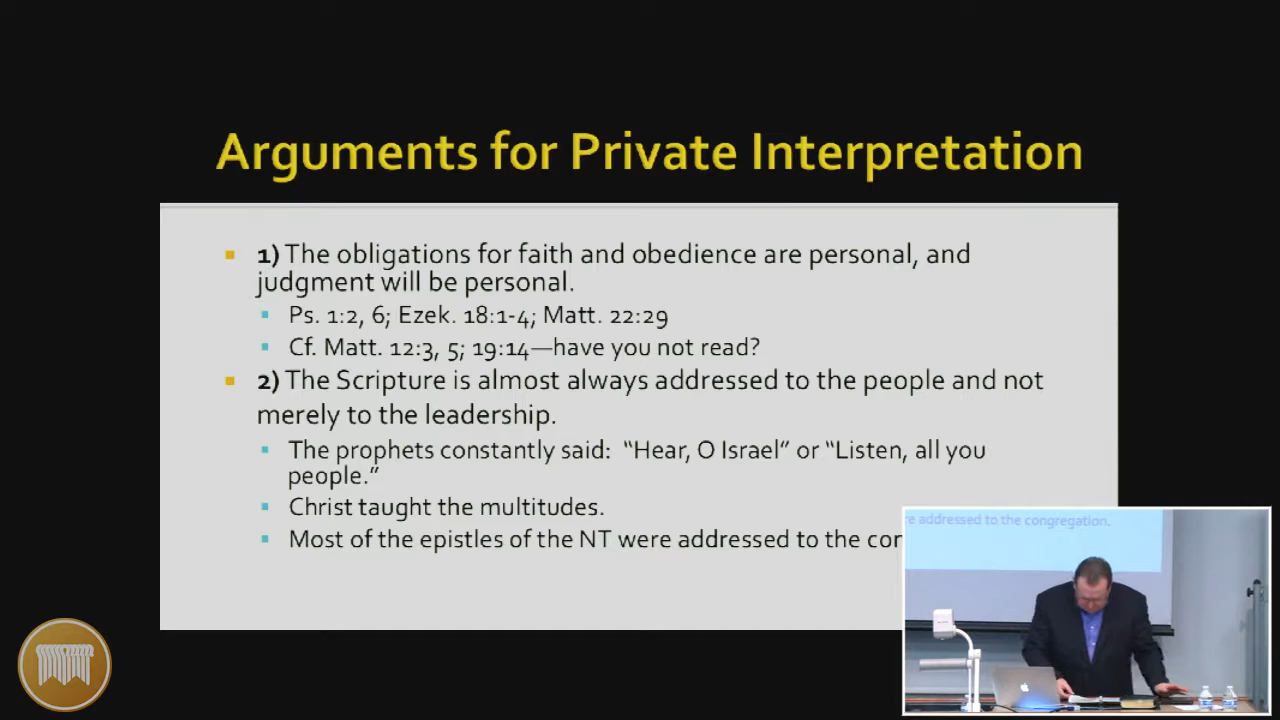 Arguments for Private Interpretation
1) The obligations for faith and obedience are personal, and
judgment will be personal.
Ps. 1:2, 6; Ezek. 18:1-4; Matt. 22:29
Cf. Matt. 12:3, 5; 19:14—have you not read?
2) The Scripture is almost always addressed to the people and not
merely to the leadership.
The prophets constantly said: “Hear, O Israel” or “Listen, all you
people.”
Christ taught the multitudes.
Most of the epistles of the NT were addressed to the
addressed to the congregation.